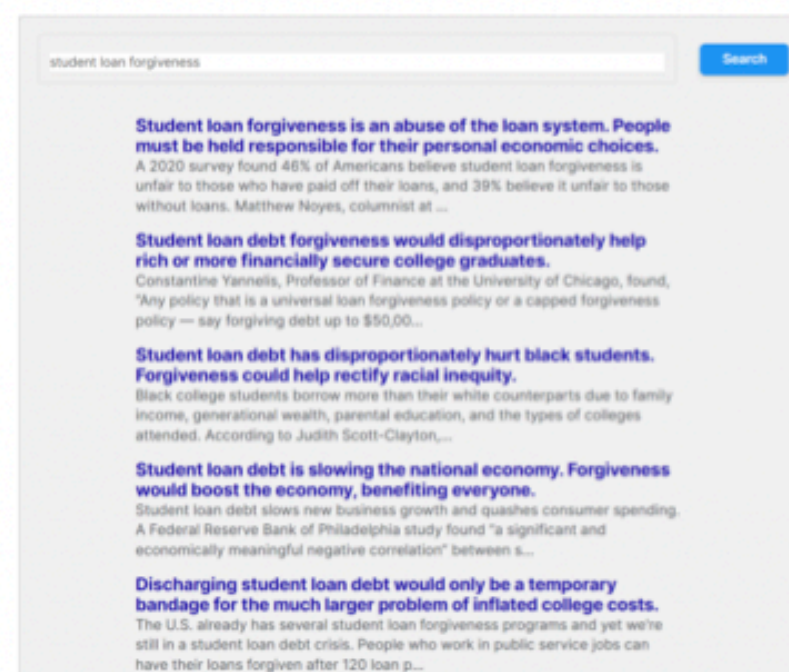 student loan forgiveness
Search
Student loan forgiveness is an abuse of the loan system. People
must be held responsible for their personal economic choices.
A 2020 survey found 46% of Americans believe student loan forgiveness is
unfair to those who have paid off their loans, and 39% believe it unfair to those
without loans. Matthew Noyes, columnist at ...
Student loan debt forgiveness would disproportionately help
rich or more financially secure college graduates.
Constantine Yannelis, Professor of Finance at the University of Chicago, found,
"Any policy that is a universal loan forgiveness policy or a capped forgiveness
policy — say forgiving debt up to $50,00...
Student loan debt has disproportionately hurt black students.
Forgiveness could help rectify racial inequity.
Black college students borrow more than their white counterparts due to family
income, generational wealth, parental education, and the types of colleges
attended. According to Judith Scott-Clayton,...
Student loan debt is slowing the national economy. Forgiveness
would boost the economy, benefiting everyone.
Student loan debt slows new business growth and quashes consumer spending.
A Federal Reserve Bank of Philadelphia study found "a significant and
economically meaningful negative correlation" between s...
Discharging student loan debt would only be a temporary
bandage for the much larger problem of inflated college costs.
The U.S. already has several student loan forgiveness programs and yet we're
still in a student loan debt crisis. People who work in public service jobs can
have their loans forgiven after 120 loan p...